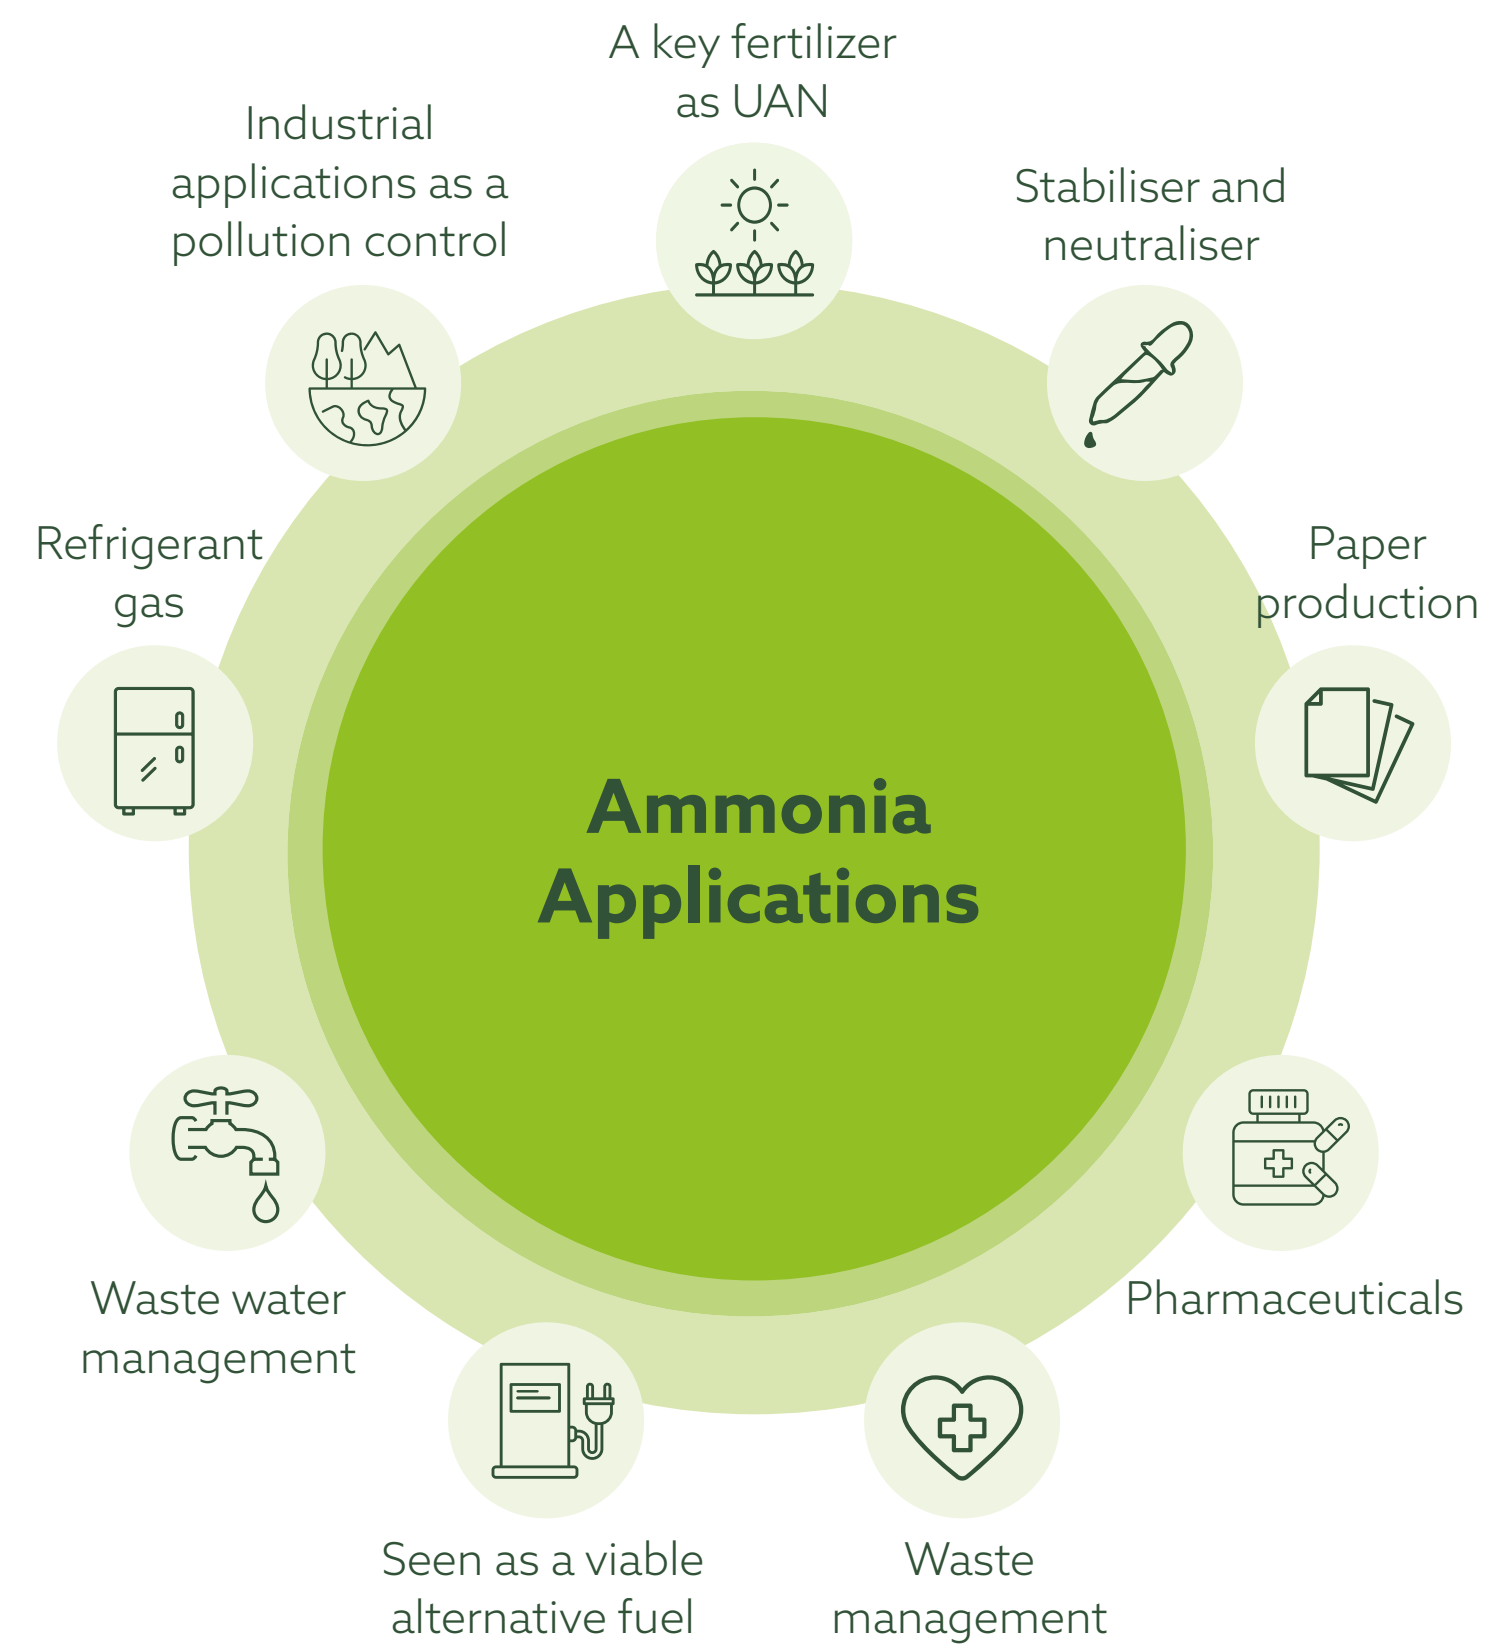 A key fertilizer
as UAN
Industrial
applications as a
pollution control
Stabiliser and
neutraliser
Refrigerant
gas
Paper
production
Ammonia
Applications
Waste water
management
Pharmaceuticals
Seen as a viable
alternative fuel
Waste
management